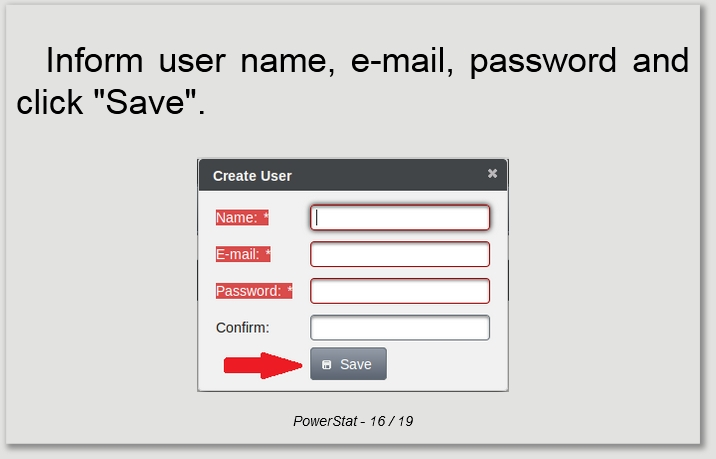 Inform user name, e-mail, password and
click "Save".
Create User
Name: *
E-mail: *
Password: *
Confirm:
Save
PowerStat - 16 / 19